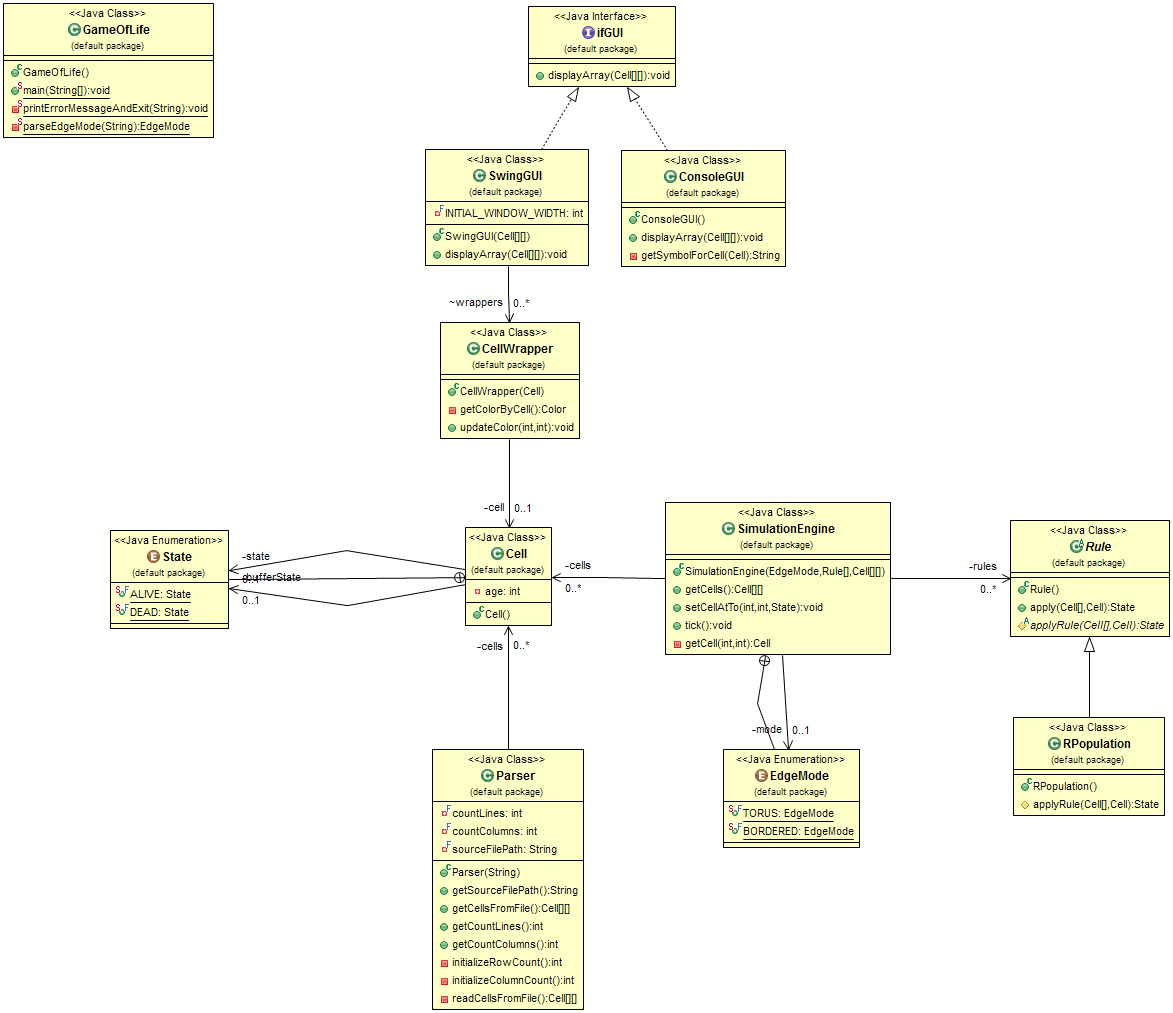 <<Java Class>>
GameOfLife
(default package)
GameOfLife()
main(String[]):void
printErrorMessageAndExit(String):void
parseEdgeMode(String):EdgeMode
<<Java Interface>>
ifGUI
(default package)
displayArray(Cell[][]):void
<<Java Class>>
SwingGUI
(default package)
INITIAL_WINDOW_WIDTH: int
SwingGUI(Cell[][])
displayArray(Cell[][]):void
<<Java Class>>
ConsoleGUI
(default package)
ConsoleGUI()
displayArray(Cell[][]):void
getSymbolForCell(Cell):String
~wrappers 0..*
<<Java Class>>
CellWrapper
(default package)
CellWrapper(Cell)
getColorByCell():Color
updateColor(int,int):void
-cell 0..1
<<Java Enumeration>>
State
(default package)
ALIVE: State
DEAD: State
-state
0..1
-bufferState
0..1
<<Java Class>>
Cell
(default package)
age: int
Cell()
-cells
0..*
<<Java Class>>
SimulationEngine
(default package)
SimulationEngine(EdgeMode,Rule[],Cell[][])
getCells():Cell[][]
setCellAtTo(int,int,State):void
tick():void
getCell(int,int):Cell
-rules
0..*
<<Java Class>>
Rule
(default package)
Rule()
apply(Cell[],Cell):State
applyRule(Cell[],Cell):State
-cells 0..*
-mode 0..1
<<Java Class>>
Parser
(default package)
countLines: int
countColumns: int
sourceFilePath: String
Parser(String)
getSourceFilePath():String
getCellsFromFile():Cell[][]
getCountLines():int
getCountColumns():int
initializeRowCount():int
initializeColumnCount():int
readCellsFromFile():Cell[][]
<<Java Enumeration>>
EdgeMode
(default package)
TORUS: EdgeMode
BORDERED: EdgeMode
<<Java Class>>
RPopulation
(default package)
RPopulation()
applyRule(Cell[],Cell):State